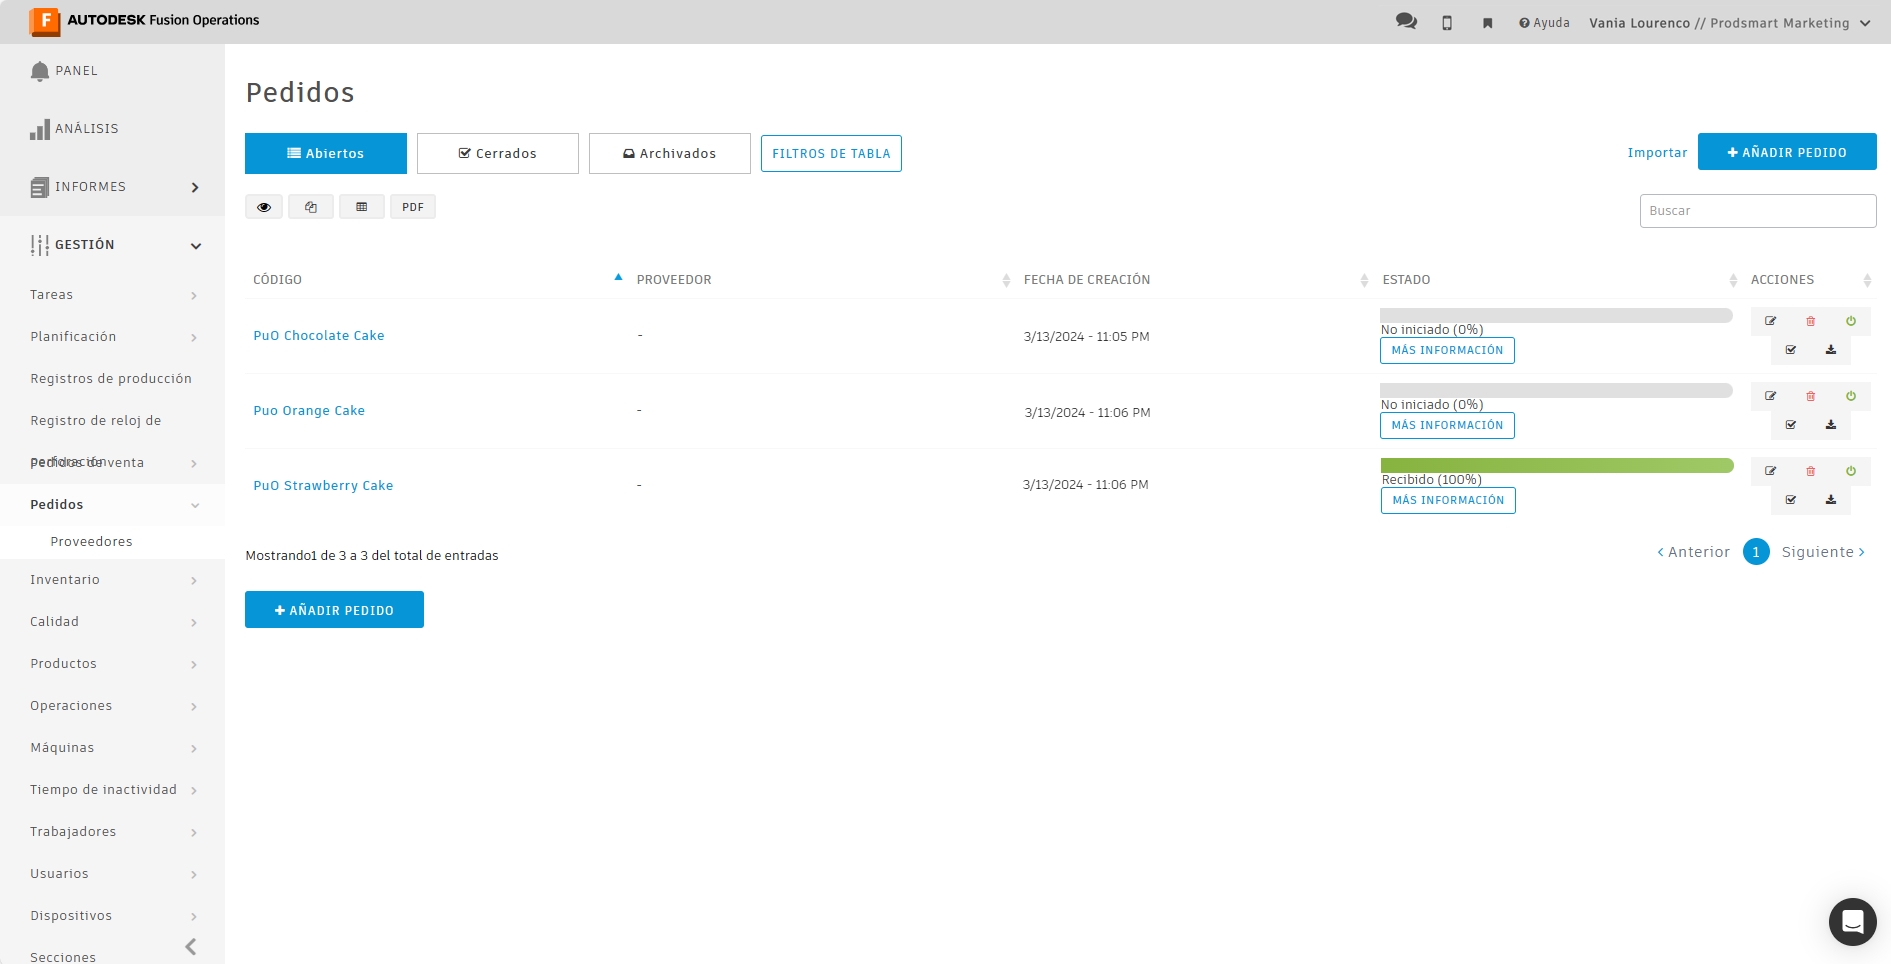 AUTODESK Fusion Operations
Ayuda
Vania Lourenco // Prodsmart Marketing
PANEL
ANÁLISIS
INFORMES
GESTIÓN
Tareas
Planificación
Registros de producción
Registro de reloj de
perforación
Pedidos de venta
Pedidos
Proveedores
Inventario
Calidad
Productos
Operaciones
Máquinas
Tiempo de inactividad
Trabajadores
Usuarios
Dispositivos
Secciones
Pedidos
Abiertos
Cerrados
Archivados
FILTROS DE TABLA
Importar
+ AÑADIR PEDIDO
PDF
Buscar
CÓDIGO PROVEEDOR FECHA DE CREACIÓN ESTADO ACCIONES
PuO Chocolate Cake - 3/13/2024 - 11:05 PM No iniciado (0%)
MÁS INFORMACIÓN
Puo Orange Cake - 3/13/2024 - 11:06 PM No iniciado (0%)
MÁS INFORMACIÓN
PuO Strawberry Cake - 3/13/2024 - 11:06 PM Recibido (100%)
MÁS INFORMACIÓN
Mostrando1 de 3 a 3 del total de entradas
< Anterior 1 Siguiente >
+ AÑADIR PEDIDO